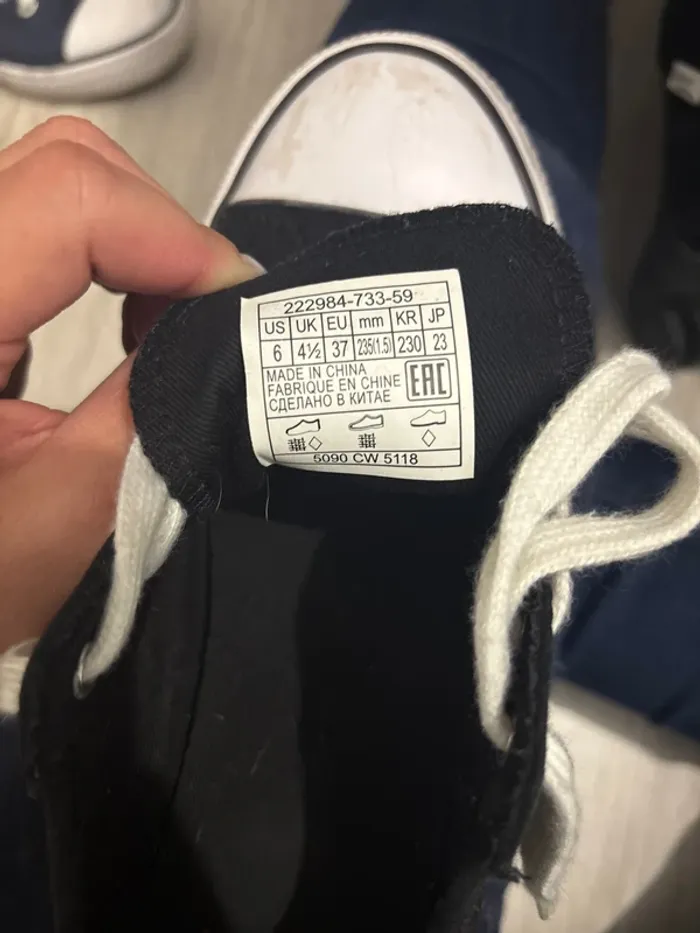 222984-733-59
US UK EU mm KR JP
6 4½ 37 235(1.5) 230 23
MADE IN CHINA
FABRIQUE EN CHINE
СДЕЛАНО В КИТАЕ
EAC
5090 CW 5118